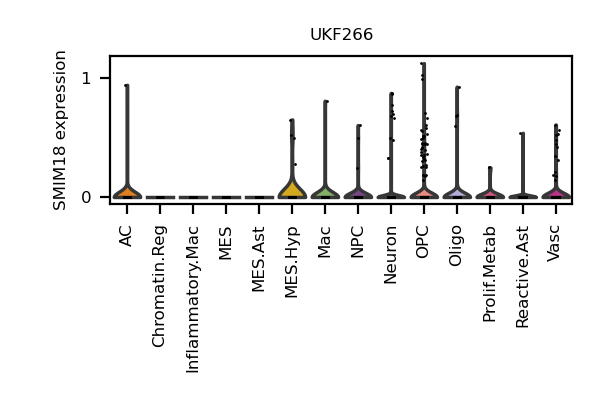 UKF266
SMIM18 expression
1
0
AC
Chromatin.Reg
Inflammatory.Mac
MES
MES.Ast
MES.Hyp
Mac
NPC
Neuron
OPC
Oligo
Prolif.Metab
Reactive.Ast
Vasc